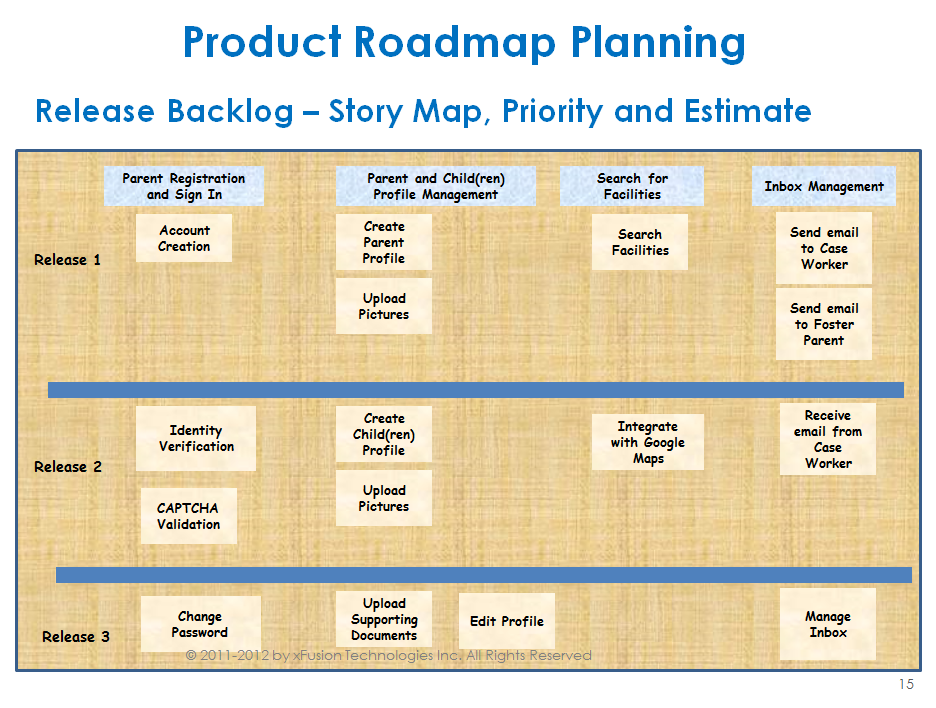 Product Roadmap Planning
Release Backlog – Story Map, Priority and Estimate
Parent Registration
and Sign In
Parent and Child(ren)
Profile Management
Search for
Facilities
Inbox Management
Release 1
Account
Creation
Create
Parent
Profile
Upload
Pictures
Search
Facilities
Send email
to Case
Worker
Send email
to Foster
Parent
Release 2
Identity
Verification
CAPTCHA
Validation
Create
Child(ren)
Profile
Upload
Pictures
Integrate
with Google
Maps
Receive
email from
Case
Worker
Release 3
Change
Password
Upload
Supporting
Documents
Edit Profile
Manage
Inbox
© 2011-2012 by xFusion Technologies Inc. All Rights Reserved
15